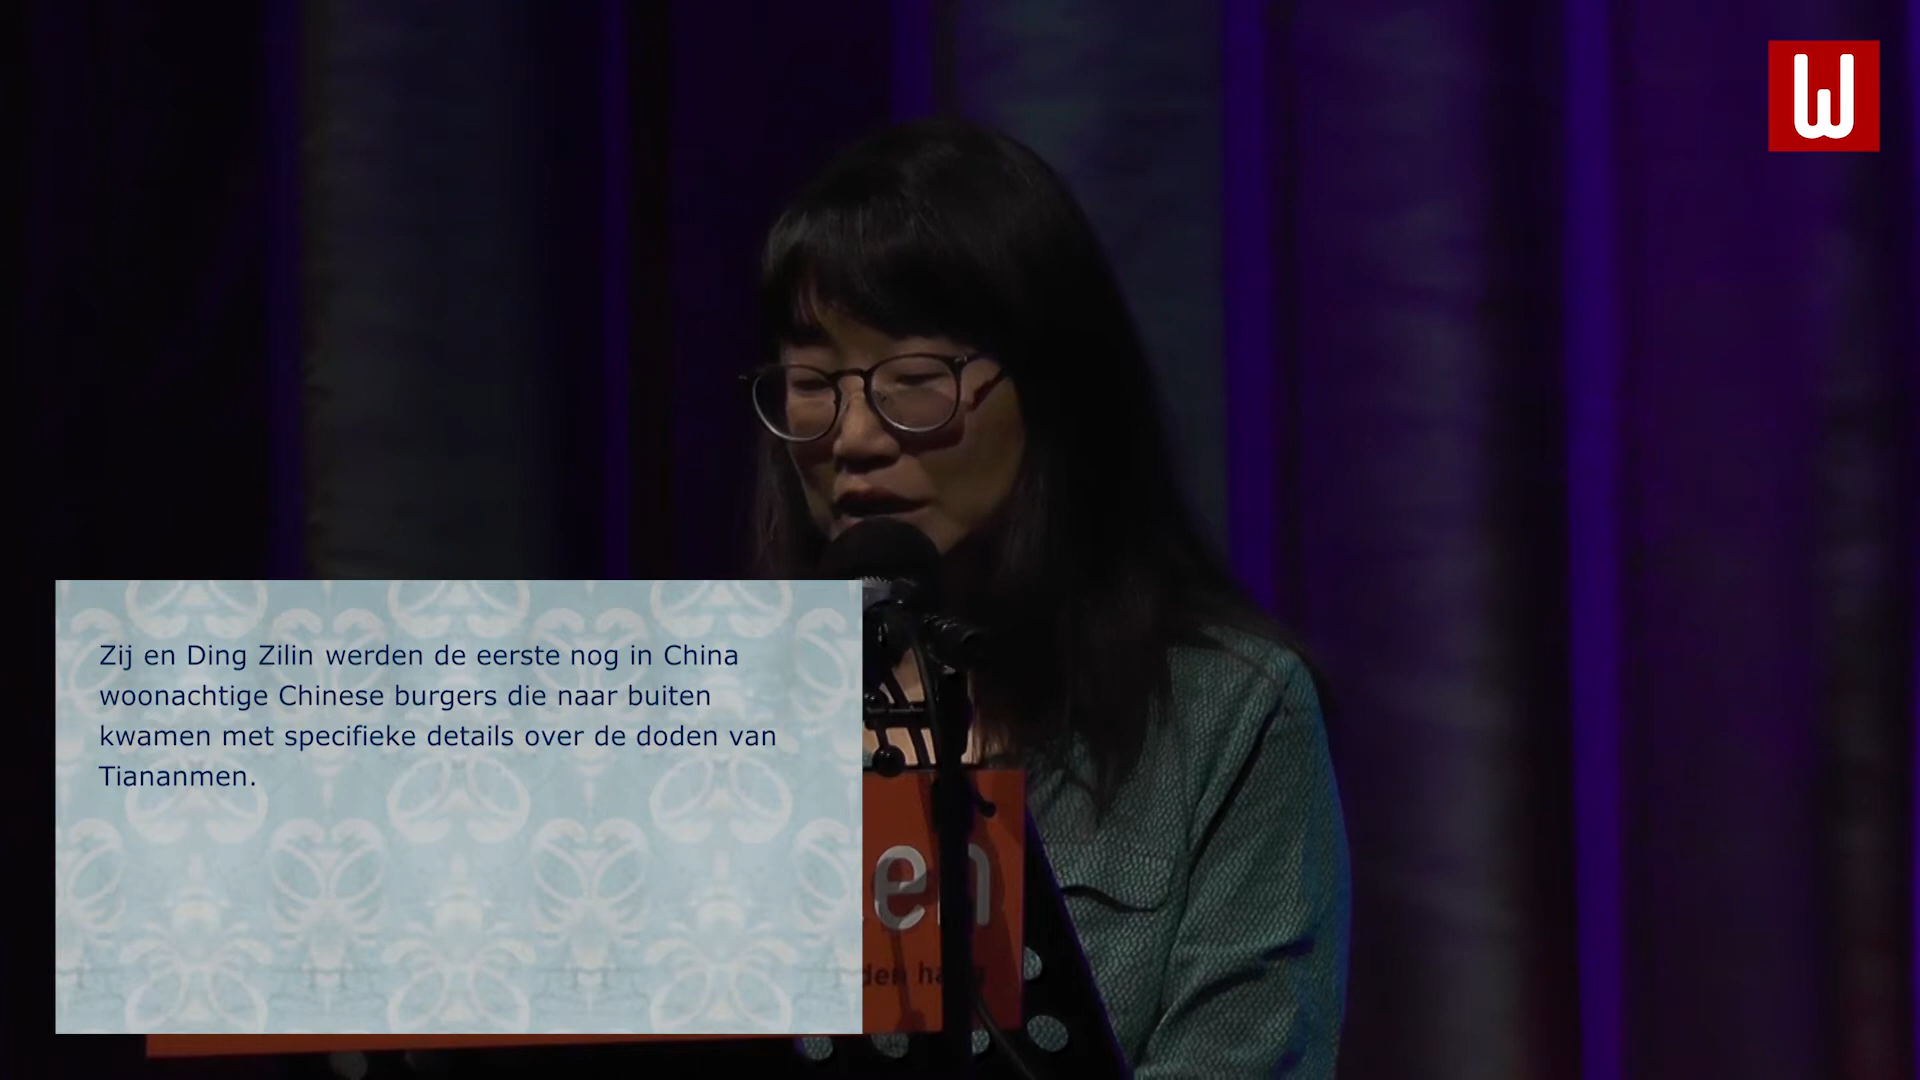 W
Zij en Ding Zilin werden de eerste nog in China
woonachtige Chinese burgers die naar buiten
kwamen met specifieke details over de doden van
Tiananmen.
den